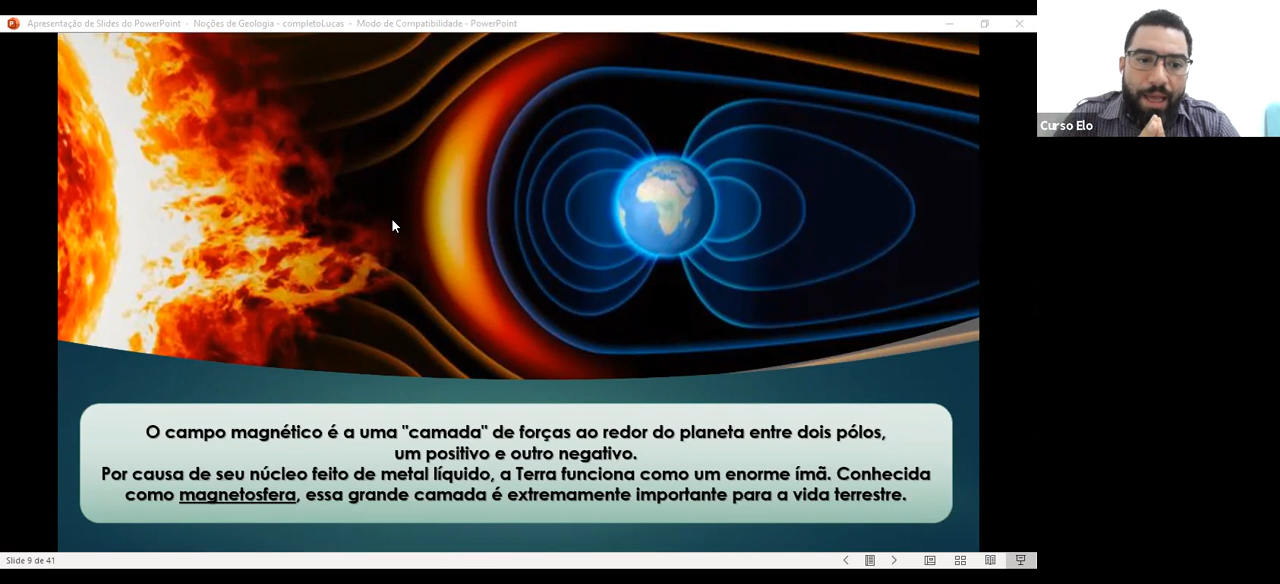 Apresentação de Slides do PowerPoint - Noções de Geologia - completoLucas - Modo de Compatibilidade - PowerPoint
Curso Elo
O campo magnético é a uma "camada" de forças ao redor do planeta entre dois pólos,
um positivo e outro negativo.
Por causa de seu núcleo feito de metal líquido, a Terra funciona como um enorme ímã. Conhecida
como magnetosfera, essa grande camada é extremamente importante para a vida terrestre.
Slide 9 de 41